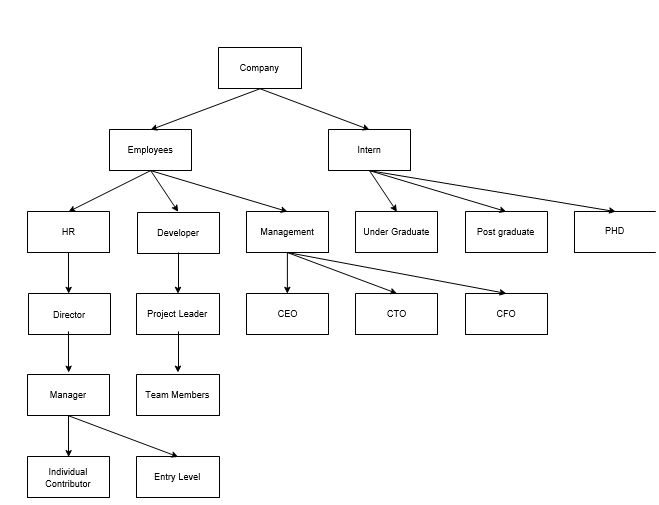 Company
Employees
Intern
HR
Developer
Management
Under Graduate
Post graduate
PHD
Director
Project Leader
CEO
CTO
CFO
Manager
Team Members
Individual
Contributor
Entry Level